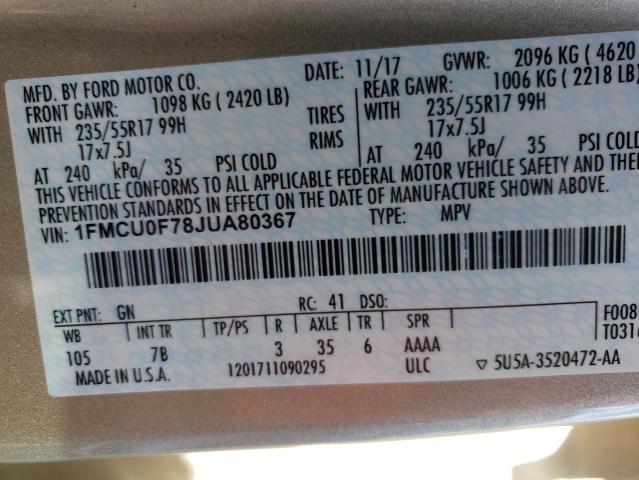 MFD. BY FORD MOTOR CO.
DATE: 11/17
GVWR: 2096 KG (4620
FRONT GAWR: 1098 KG (2420 LB)
REAR GAWR: 1006 KG (2218 LB)
WITH 235/55R17 99H
TIRES
WITH 235/55R17 99H
17x7.5J
RIMS
17x7.5J
AT 240 kPa/ 35 PSI COLD
AT 240 kPa/ 35 PSI COLD
THIS VEHICLE CONFORMS TO ALL APPLICABLE FEDERAL MOTOR VEHICLE SAFETY AND THE
PREVENTION STANDARDS IN EFFECT ON THE DATE OF MANUFACTURE SHOWN ABOVE.
VIN: 1FMCU0F78JUA80367
TYPE: MPV
EXT PNT: GN
RC: 41 DSO:
WB INT TR TP/PS R AXLE TR SPR
F008
105 7B 3 35 6 AAAA
MADE IN U.S.A.
1201711090295
ULC
▽ 5U5A-3520472-AA